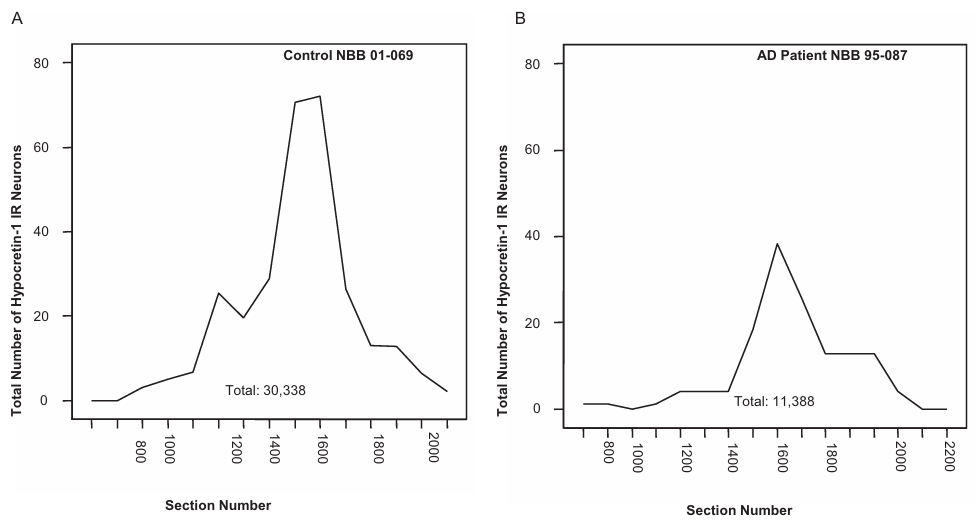 A
Control NBB 01-069
Total Number of Hypocretin-1 IR Neurons
80
60
40
20
0
Total: 30,338
800 1000 1200 1400 1600 1800 2000
Section Number
B
AD Patient NBB 95-087
Total Number of Hypocretin-1 IR Neurons
80
60
40
20
0
Total: 11,388
800 1000 1200 1400 1600 1800 2000 2200
Section Number